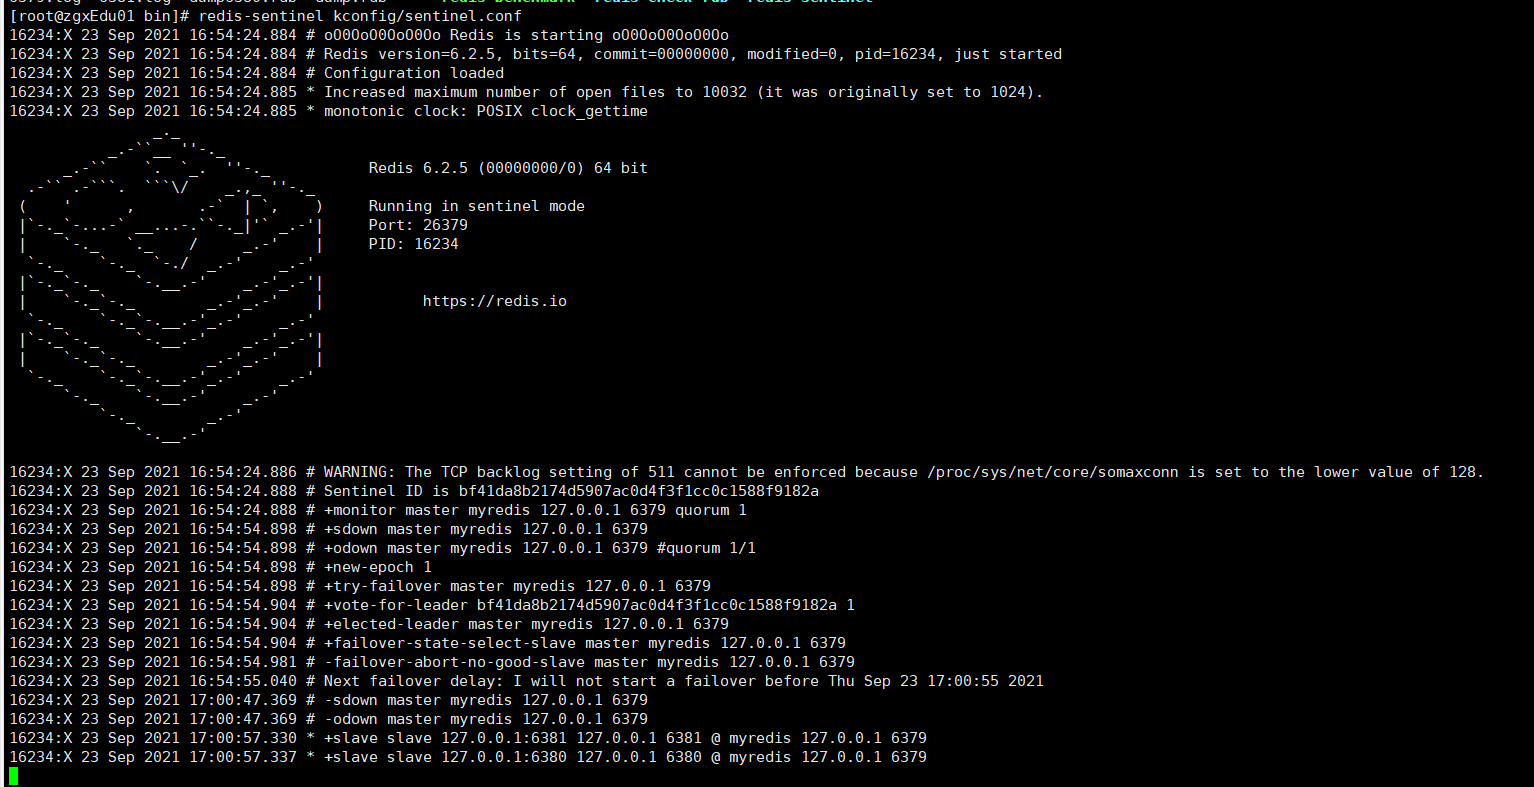 [root@zgxEdu01 bin]# redis-sentinel kconfig/sentinel.conf
16234:X 23 Sep 2021 16:54:24.884 # oO0OoO0OoO0Oo Redis is starting oO0OoO0OoO0Oo
16234:X 23 Sep 2021 16:54:24.884 # Redis version=6.2.5, bits=64, commit=00000000, modified=0, pid=16234, just started
16234:X 23 Sep 2021 16:54:24.884 # Configuration loaded
16234:X 23 Sep 2021 16:54:24.885 * Increased maximum number of open files to 10032 (it was originally set to 1024).
16234:X 23 Sep 2021 16:54:24.885 * monotonic clock: POSIX clock_gettime
Redis 6.2.5 (00000000/0) 64 bit
Running in sentinel mode
Port: 26379
PID: 16234
https://redis.io
16234:X 23 Sep 2021 16:54:24.886 # WARNING: The TCP backlog setting of 511 cannot be enforced because /proc/sys/net/core/somaxconn is set to the lower value of 128.
16234:X 23 Sep 2021 16:54:24.888 # Sentinel ID is bf41da8b2174d5907ac0d4f3f1cc0c1588f9182a
16234:X 23 Sep 2021 16:54:24.888 # +monitor master myredis 127.0.0.1 6379 quorum 1
16234:X 23 Sep 2021 16:54:54.898 # +sdown master myredis 127.0.0.1 6379
16234:X 23 Sep 2021 16:54:54.898 # +odown master myredis 127.0.0.1 6379 #quorum 1/1
16234:X 23 Sep 2021 16:54:54.898 # +new-epoch 1
16234:X 23 Sep 2021 16:54:54.898 # +try-failover master myredis 127.0.0.1 6379
16234:X 23 Sep 2021 16:54:54.904 # +vote-for-leader bf41da8b2174d5907ac0d4f3f1cc0c1588f9182a 1
16234:X 23 Sep 2021 16:54:54.904 # +elected-leader master myredis 127.0.0.1 6379
16234:X 23 Sep 2021 16:54:54.904 # +failover-state-select-slave master myredis 127.0.0.1 6379
16234:X 23 Sep 2021 16:54:54.981 # -failover-abort-no-good-slave master myredis 127.0.0.1 6379
16234:X 23 Sep 2021 16:54:55.040 # Next failover delay: I will not start a failover before Thu Sep 23 17:00:55 2021
16234:X 23 Sep 2021 17:00:47.369 # -sdown master myredis 127.0.0.1 6379
16234:X 23 Sep 2021 17:00:47.369 # -odown master myredis 127.0.0.1 6379
16234:X 23 Sep 2021 17:00:57.330 * +slave slave 127.0.0.1:6381 127.0.0.1 6381 @ myredis 127.0.0.1 6379
16234:X 23 Sep 2021 17:00:57.337 * +slave slave 127.0.0.1:6380 127.0.0.1 6380 @ myredis 127.0.0.1 6379